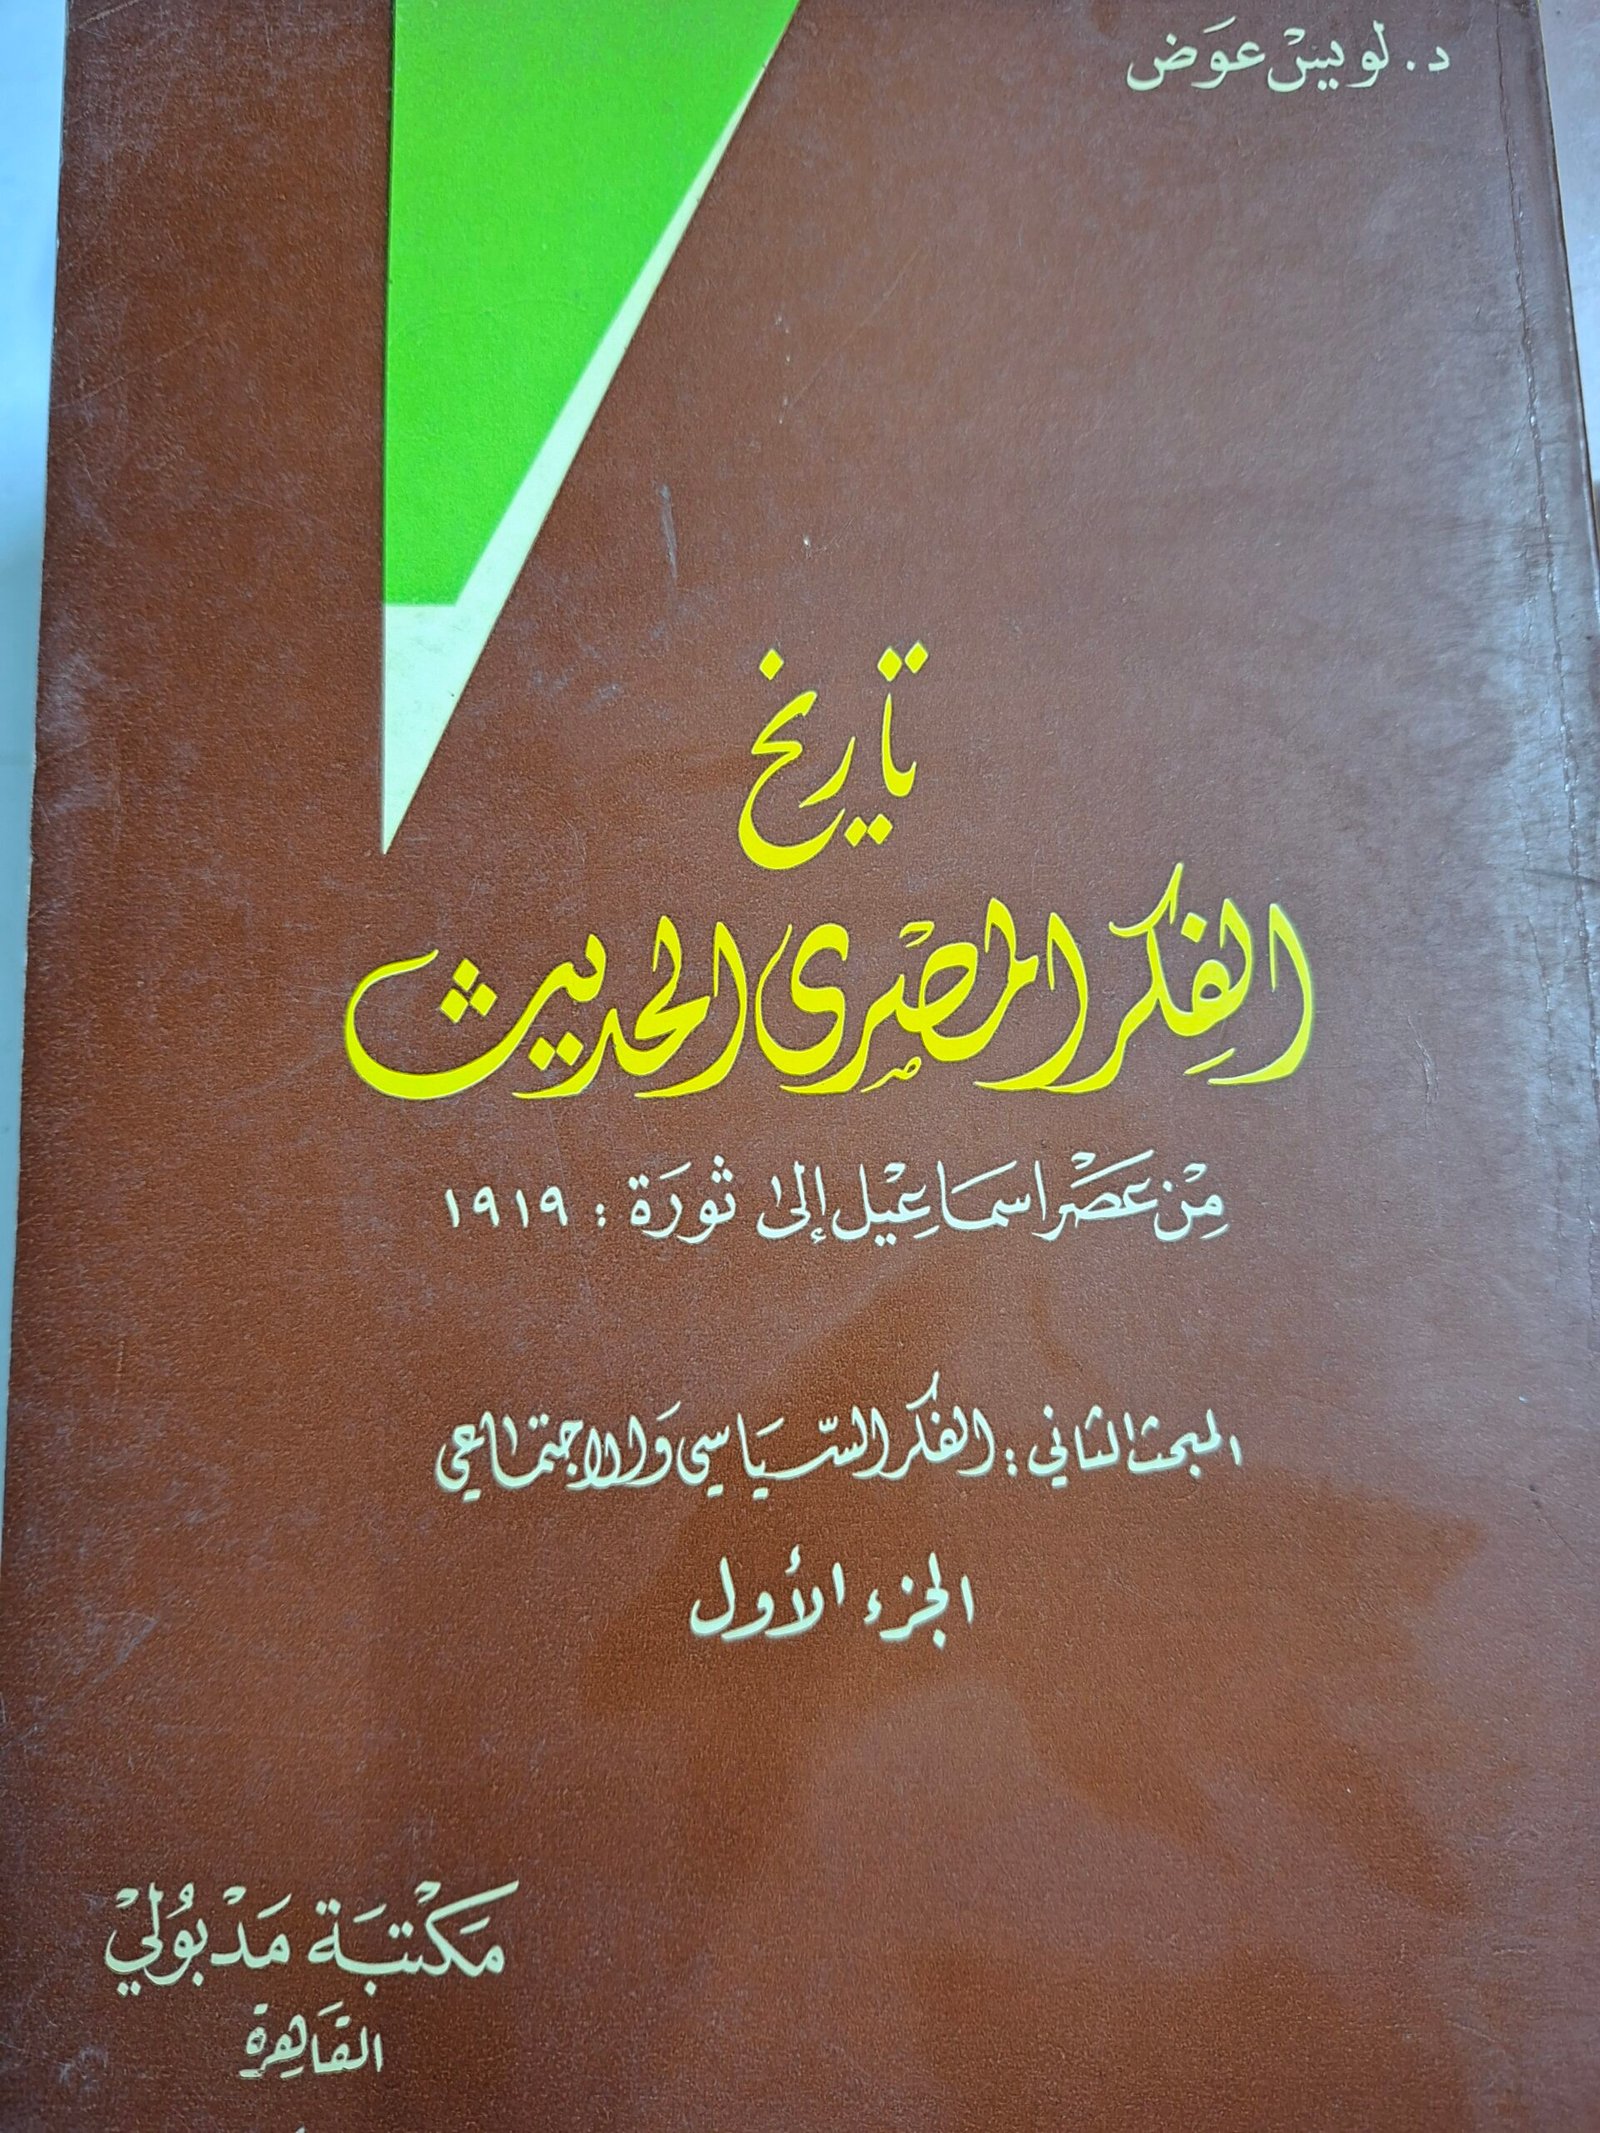 د. لويس عوض
تاريخ
الفكر المصرى الحديث
من عصر اسماعيل إلى ثورة : ١٩١٩
المبحث الثاني : الفكر السياسي والاجتماعي
الجزء الأول
مكتبة مدبولي
القاهرة